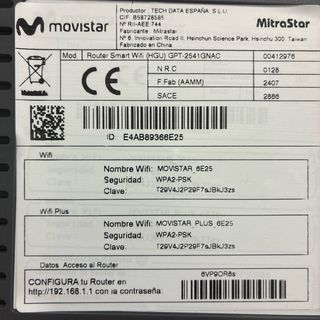 movistar
Productor : TECH DATA ESPAÑA S.L.U
CIF. B58728585
Nº RII-AEE 744
Fabricante : Mitrastar
Nº 6, Innovation Road II, Hsinchun Science Park, Hsinchu 300, Taiwan
Fabricado en China
MitraStar
Mod. Router Smart Wifi (HGU) GPT-2541GNAC 00412976
CE
N.R.C 0128
F.Fab (AAMM) 2407
SACE 2886
ID: E4AB89366E25
Wifi
Nombre Wifi: MOVISTAR_6E25
Seguridad: WPA2-PSK
Clave: T29V4J2P29F7sJBkJ3zs
Wifi Plus
Nombre Wifi: MOVISTAR_PLUS_6E25
Seguridad: WPA2-PSK
Clave: T29V4J2P29F7sJBkJ3zs
Datos Acceso al Router
CONFIGURA tu Router en
http://192.168.1.1 con la contraseña:
6VP9OR8s